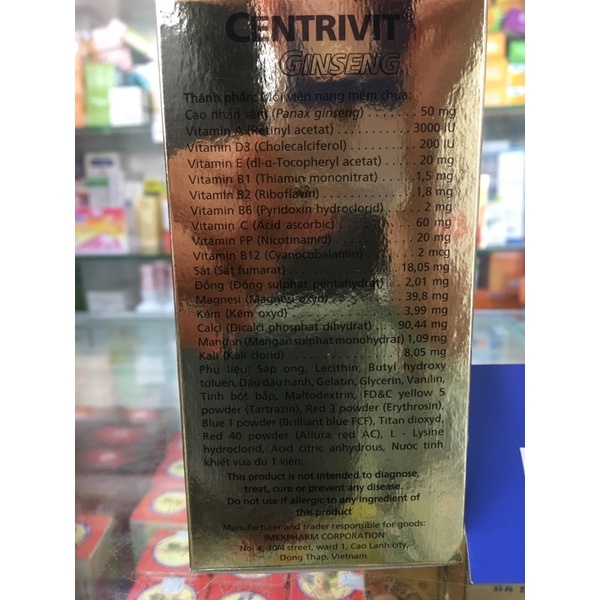 CENTRIVIT
GINSENG
Thành phần: Mỗi viên nang mềm chứa:
Cao nhân sâm (Panax ginseng) 50 mg
Vitamin A (Retinyl acetat) 3000 IU
Vitamin D3 (Cholecalciferol) 200 IU
Vitamin E (dl-α-Tocopheryl acetat) 20 mg
Vitamin B1 (Thiamin mononitrat) 1,5 mg
Vitamin B2 (Riboflavin) 1,8 mg
Vitamin B6 (Pyridoxin hydroclorid) 2 mg
Vitamin C (Acid ascorbic) 60 mg
Vitamin PP (Nicotinamid) 20 mg
Vitamin B12 (Cyanocobalamin) 2 mcg
Sắt (Sắt fumarat) 18,05 mg
Đồng (Đồng sulphat pentahydrat) 2,01 mg
Magnesi (Magnesi oxyd) 39,8 mg
Kẽm (Kẽm oxyd) 3,99 mg
Calci (Dicalci phosphat dihydrat) 90,44 mg
Mangan (Mangan sulphat monohydrat) 1,09 mg
Kali (Kali clorid) 8,05 mg
Phụ liệu: Sáp ong, Lecithin, Butyl hydroxy
toluen, Dầu đậu nành, Gelatin, Glycerin, Vanilin,
Tinh bột bắp, Maltodextrin, FD&C yellow 5
powder (Tartrazin), Red 3 powder (Erythrosin),
Blue 1 powder (Brilliant blue FCF), Titan dioxyd,
Red 40 powder (Allura red AC), L - Lysine
hydroclorid, Acid citric anhydrous, Nước tinh
khiết vừa đủ 1 viên.
This product is not intended to diagnose,
treat, cure or prevent any disease.
Do not use if allergic to any ingredient of
this product
Manufacturer and trader responsible for goods:
IMEXPHARM CORPORATION
No. 4, 30/4 street, ward 1, Cao Lanh city,
Dong Thap, Vietnam